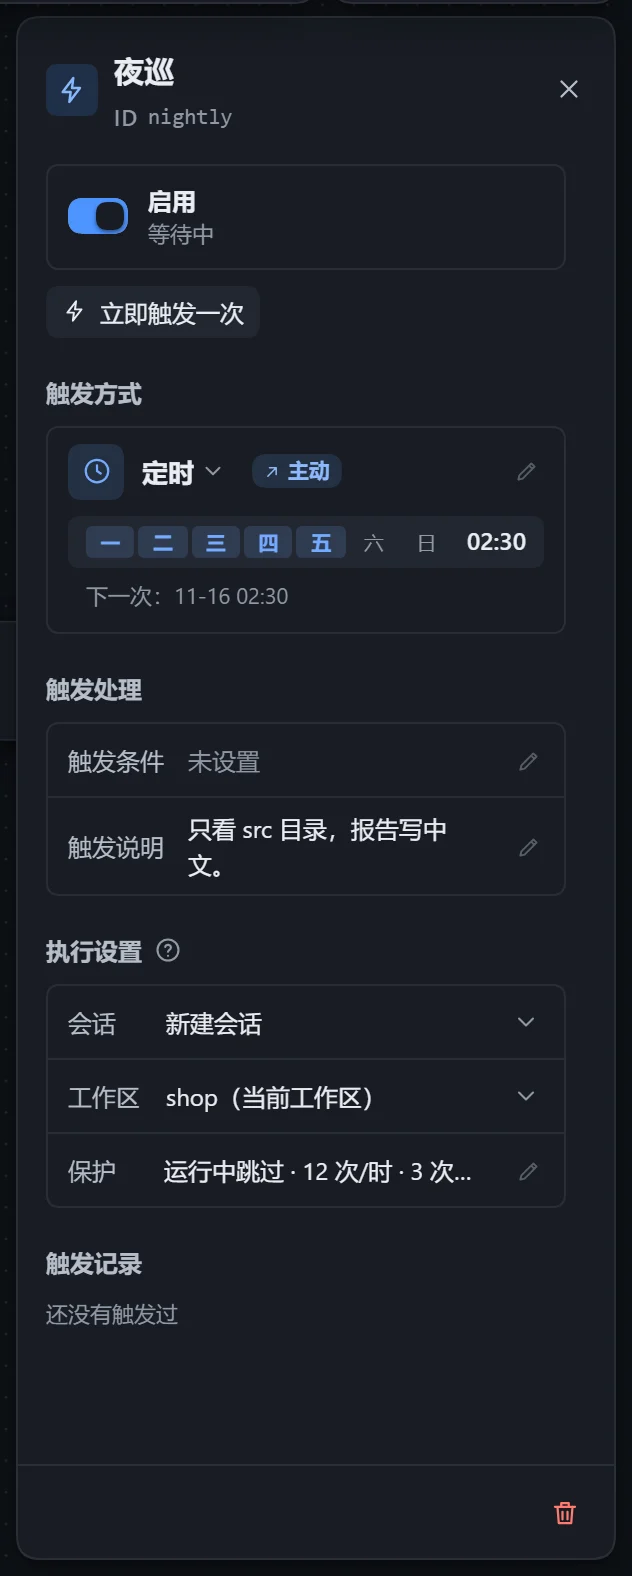 夜巡
ID nightly
启用
等待中
立即触发一次
触发方式
定时 主动
一 二 三 四 五 六 日 02:30
下一次：11-16 02:30
触发处理
触发条件 未设置
触发说明 只看 src 目录，报告写中
文。
执行设置
会话 新建会话
工作区 shop（当前工作区）
保护 运行中跳过 · 12 次/时 · 3 次...
触发记录
还没有触发过